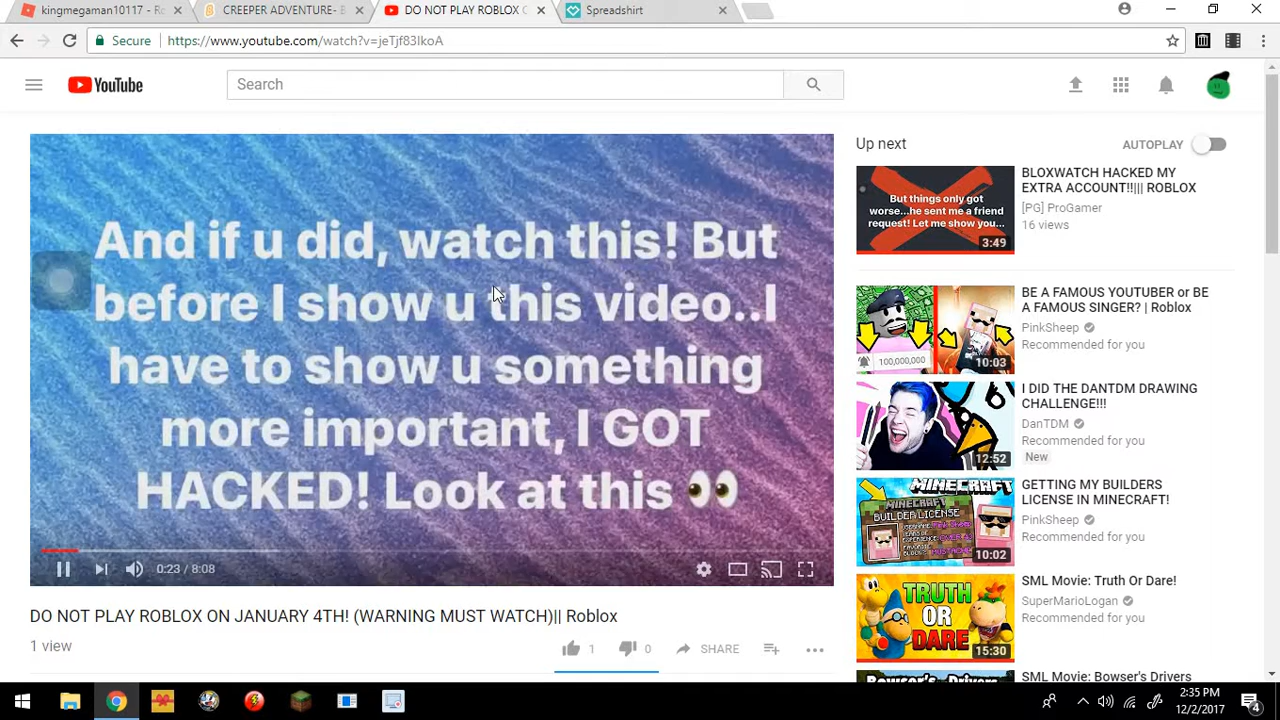 kingmegaman10117 - Ro
CREEPER ADVENTURE- B
DO NOT PLAY ROBLOX O
Spreadshirt
Secure
https://www.youtube.com/watch?v=jeTjf83IkoA
YouTube
Search
And if u did, watch this! But
before I show u this video..I
have to show u something
more important, I GOT
HACKED! Look at this 👀
0:23 / 8:08
DO NOT PLAY ROBLOX ON JANUARY 4TH! (WARNING MUST WATCH)|| Roblox
1 view
1
0
SHARE
Up next
AUTOPLAY
But things only got
worse...he sent me a friend
request! Let me show you...
3:49
BLOXWATCH HACKED MY
EXTRA ACCOUNT!!||| ROBLOX
[PG] ProGamer
16 views
100,000,000
10:03
BE A FAMOUS YOUTUBER or BE
A FAMOUS SINGER? | Roblox
PinkSheep
Recommended for you
12:52
I DID THE DANTDM DRAWING
CHALLENGE!!!
DanTDM
Recommended for you
New
MINECRAFT
BUILDER LICENSE
10:02
GETTING MY BUILDERS
LICENSE IN MINECRAFT!
PinkSheep
Recommended for you
TRUTH
OR
DARE
15:30
SML Movie: Truth Or Dare!
SuperMarioLogan
Recommended for you
SML Movie: Bowser's Drivers
2:35 PM
12/2/2017
4